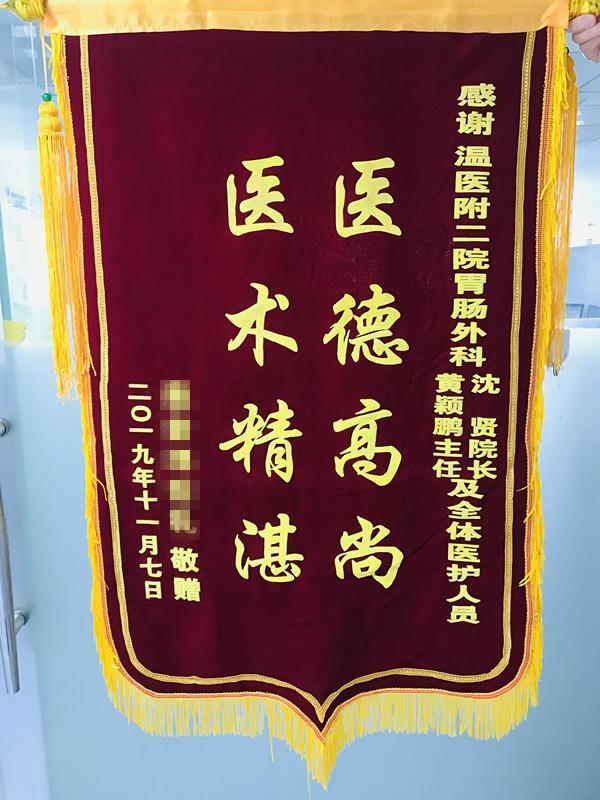 感谢 温医附二院胃肠外科 沈 贤院长
黄颖鹏主任
及全体医护人员
医德高尚
医术精湛
敬赠
二〇一九年十一月七日